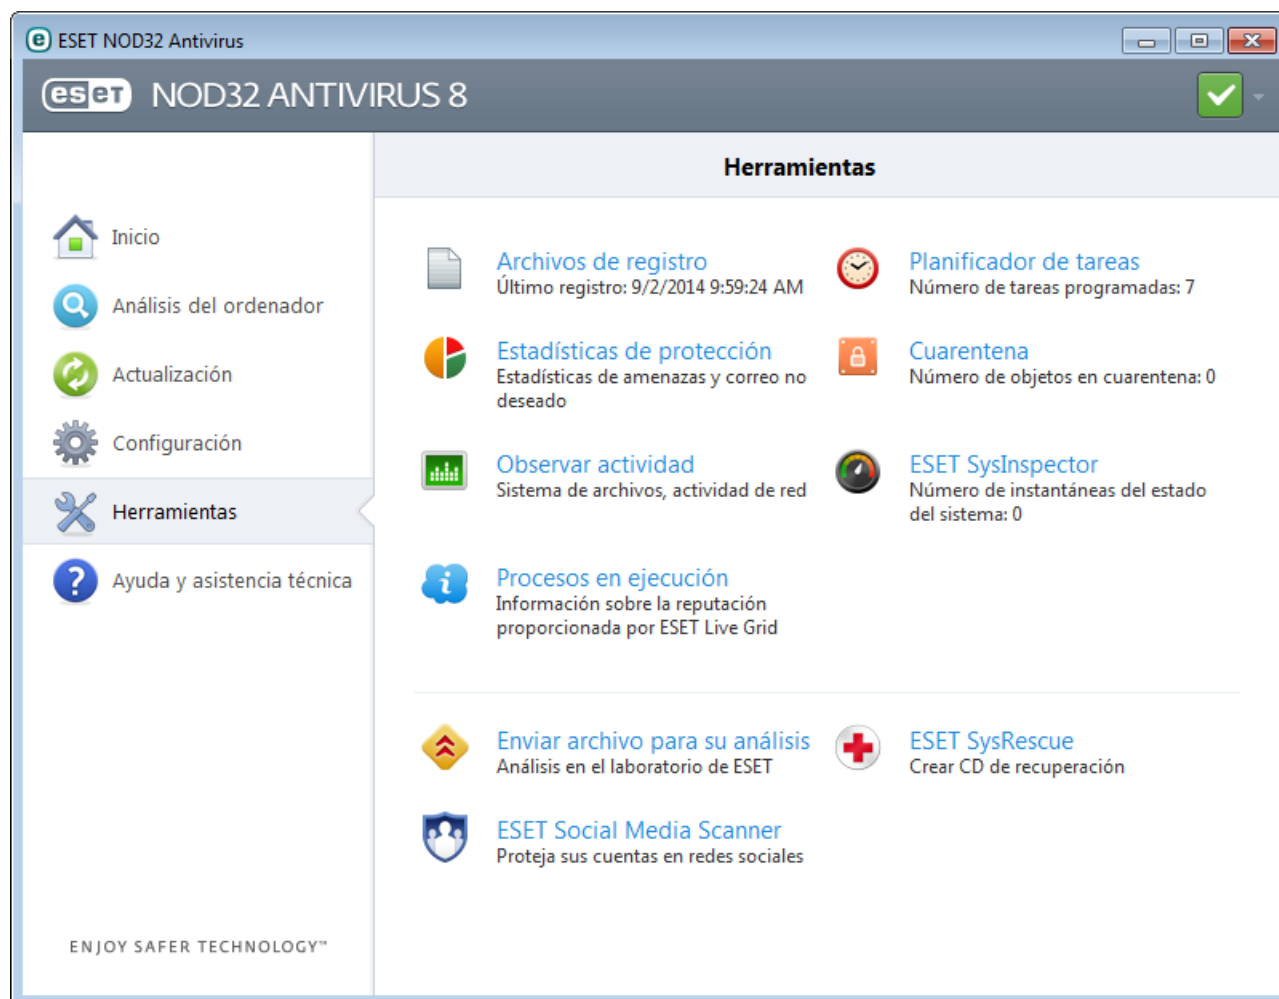 ESET NOD32 Antivirus
eset NOD32 ANTIVIRUS 8
Herramientas
Inicio
Análisis del ordenador
Actualización
Configuración
Herramientas
Ayuda y asistencia técnica
Archivos de registro
Último registro: 9/2/2014 9:59:24 AM
Planificador de tareas
Número de tareas programadas: 7
Estadísticas de protección
Estadísticas de amenazas y correo no
deseado
Cuarentena
Número de objetos en cuarentena: 0
Observar actividad
Sistema de archivos, actividad de red
ESET SysInspector
Número de instantáneas del estado
del sistema: 0
Procesos en ejecución
Información sobre la reputación
proporcionada por ESET Live Grid
Enviar archivo para su análisis
Análisis en el laboratorio de ESET
ESET SysRescue
Crear CD de recuperación
ESET Social Media Scanner
Proteja sus cuentas en redes sociales
ENJOY SAFER TECHNOLOGY™